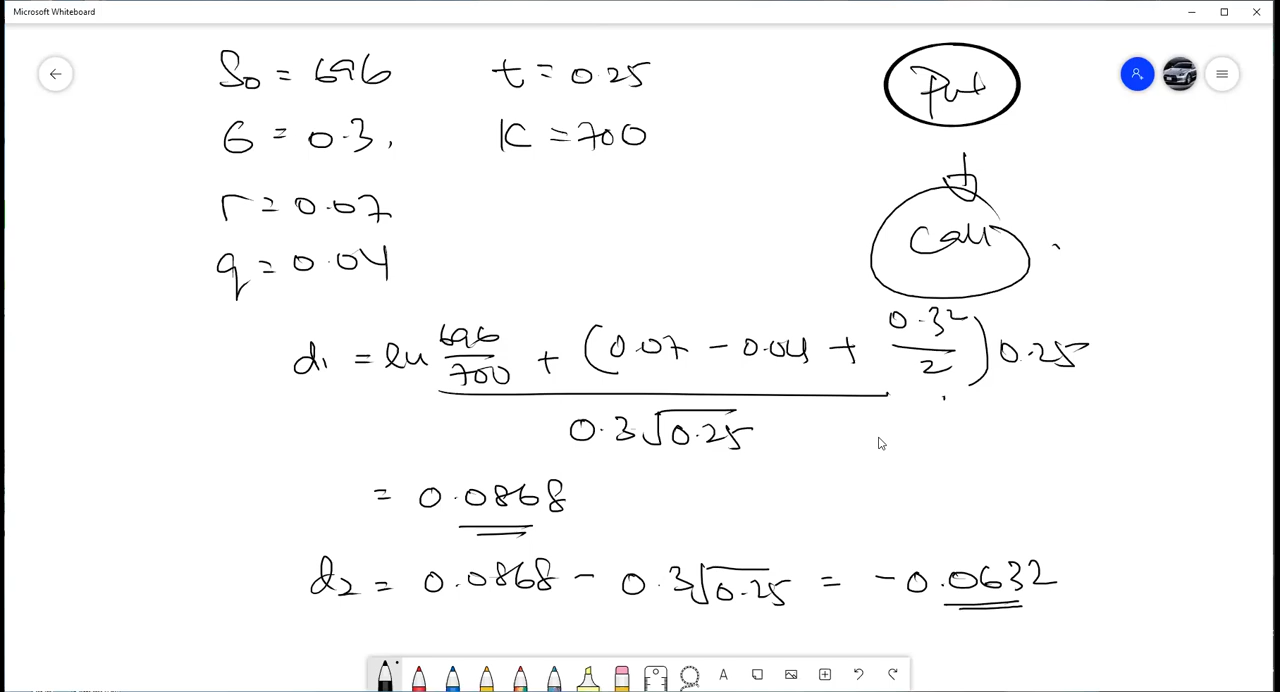 Microsoft Whiteboard
S₀ = 696 t = 0.25 Put
σ = 0.3, K = 700
r = 0.07 Call
q = 0.04
d₁ = ln 696/700 + (0.07 - 0.04 + 0.3²/2) 0.25
0.3√0.25
= 0.0868
d₂ = 0.0868 - 0.3√0.25 = -0.0632
A